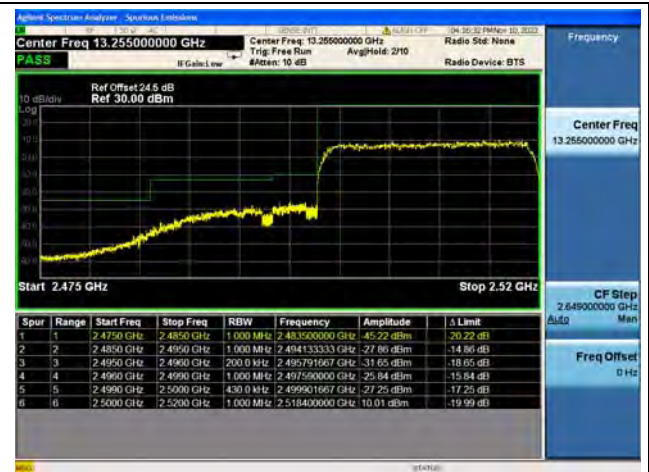 Agilent Spectrum Analyzer - Spurious Emissions
Center Freq 13.255000000 GHz
PASS
IFGain:Low
Center Freq: 13.255000000 GHz
Trig: Free Run Avg|Hold: 2/10
#Atten: 10 dB
04:36:32 PM Nov 10, 2022
Radio Std: None
Radio Device: BTS
Ref Offset 24.5 dB
10 dB/div Ref 30.00 dBm
Log
Start 2.475 GHz
Stop 2.52 GHz
Spur Range Start Freq Stop Freq RBW Frequency Amplitude Δ Limit
1 1 2.4750 GHz 2.4850 GHz 1.000 MHz 2.483500000 GHz -45.22 dBm -20.22 dB
2 2 2.4850 GHz 2.4950 GHz 1.000 MHz 2.494133333 GHz -27.86 dBm -14.86 dB
3 3 2.4950 GHz 2.4960 GHz 200.0 kHz 2.495791667 GHz -31.65 dBm -18.65 dB
4 4 2.4960 GHz 2.4990 GHz 1.000 MHz 2.497590000 GHz -25.84 dBm -15.84 dB
5 5 2.4990 GHz 2.5000 GHz 430.0 kHz 2.499901667 GHz -27.25 dBm -17.25 dB
6 6 2.5000 GHz 2.5200 GHz 1.000 MHz 2.518400000 GHz 10.01 dBm -19.99 dB
Frequency
Center Freq
13.255000000 GHz
CF Step
2.649000000 GHz
Auto Man
Freq Offset
0 Hz
MSG
STATUS